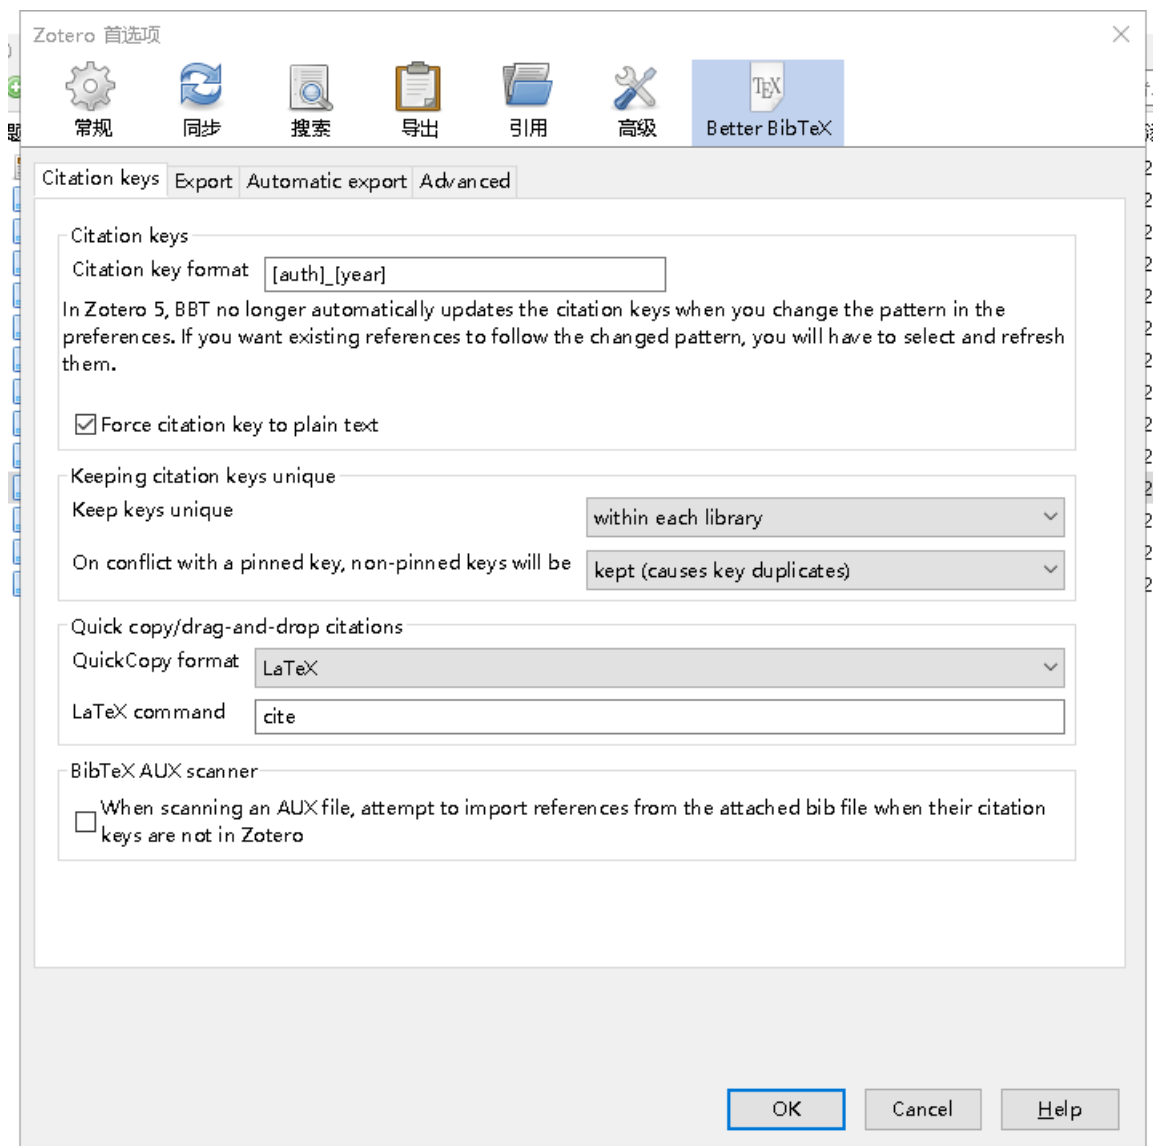 Zotero 首选项
常规
同步
搜索
导出
引用
高级
TEX
Better BibTeX
Citation keys
Export
Automatic export
Advanced
Citation keys
Citation key format
[auth]_[year]
In Zotero 5, BBT no longer automatically updates the citation keys when you change the pattern in the
preferences. If you want existing references to follow the changed pattern, you will have to select and refresh
them.
Force citation key to plain text
Keeping citation keys unique
Keep keys unique
within each library
On conflict with a pinned key, non-pinned keys will be
kept (causes key duplicates)
Quick copy/drag-and-drop citations
QuickCopy format
LaTeX
LaTeX command
cite
BibTeX AUX scanner
When scanning an AUX file, attempt to import references from the attached bib file when their citation
keys are not in Zotero
OK
Cancel
Help